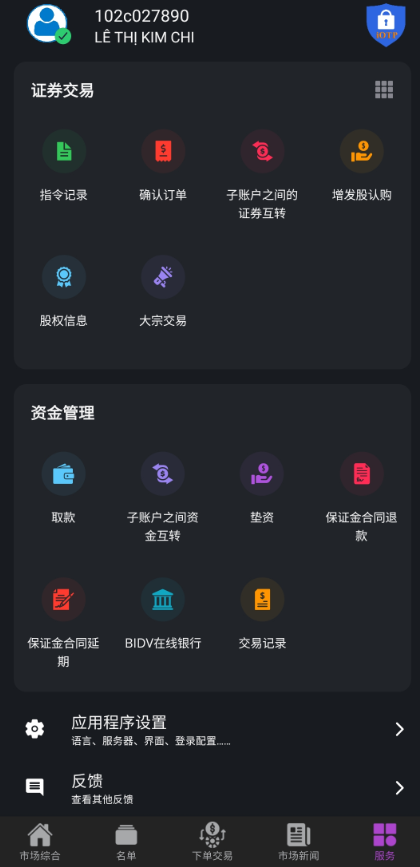 102c027890
LÊ THỊ KIM CHI
IOTP
证券交易
指令记录
确认订单
子账户之间的
证券互转
增发股认购
股权信息
大宗交易
资金管理
取款
子账户之间资
金互转
垫资
保证金合同退
款
保证金合同延
期
BIDV在线银行
交易记录
应用程序设置
语言、服务器、界面、登录配置......
反馈
查看其他反馈
市场综合
名单
下单交易
市场新闻
服务